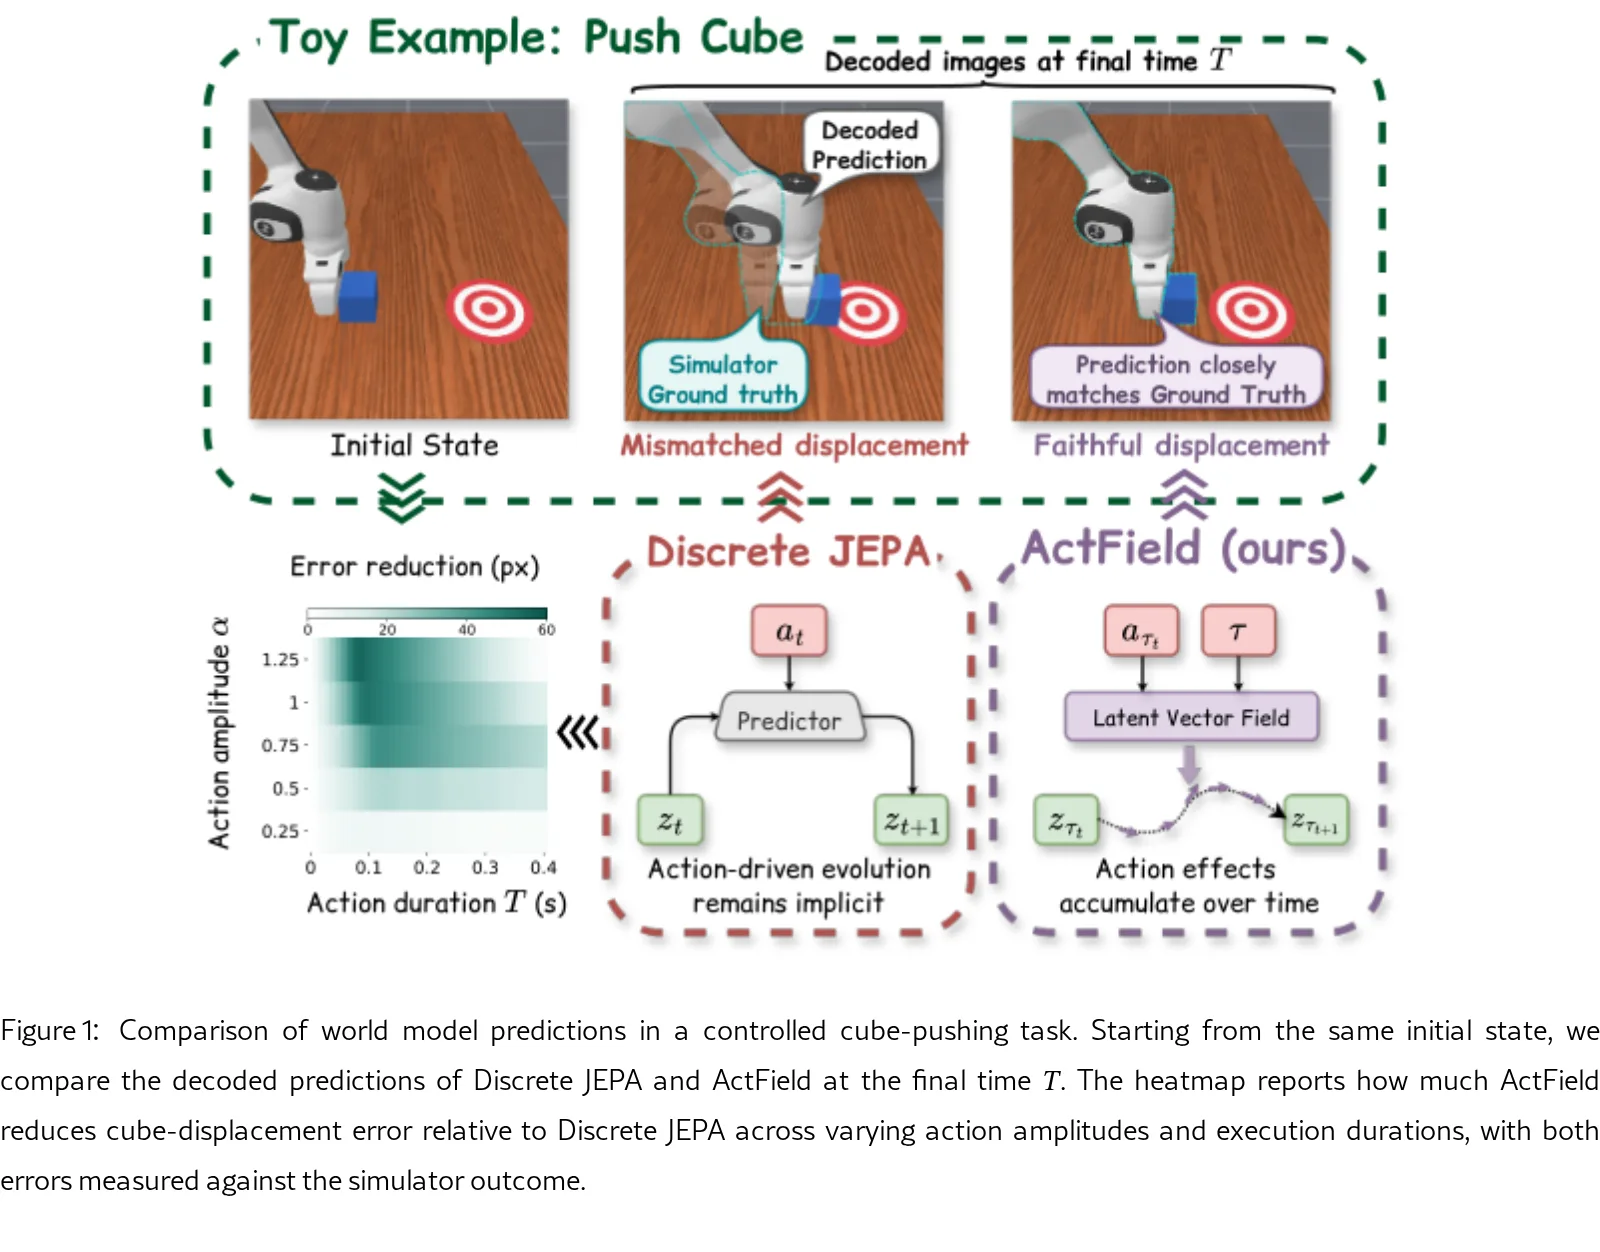 Toy Example: Push Cube
Decoded images at final time T
Decoded
Prediction
Simulator
Ground truth
Prediction closely
matches Ground Truth
Initial State
Mismatched displacement
Faithful displacement
Error reduction (px)
0 20 40 60
Action amplitude α
1.25
1
0.75
0.5
0.25
0 0.1 0.2 0.3 0.4
Action duration T (s)
Discrete JEPA
a_t
Predictor
z_t
z_{t+1}
Action-driven evolution
remains implicit
ActField (ours)
a_{τ_t}
τ
Latent Vector Field
z_{τ_t}
z_{τ_{t+1}}
Action effects
accumulate over time
Figure 1: Comparison of world model predictions in a controlled cube-pushing task. Starting from the same initial state, we
compare the decoded predictions of Discrete JEPA and ActField at the final time T. The heatmap reports how much ActField
reduces cube-displacement error relative to Discrete JEPA across varying action amplitudes and execution durations, with both
errors measured against the simulator outcome.